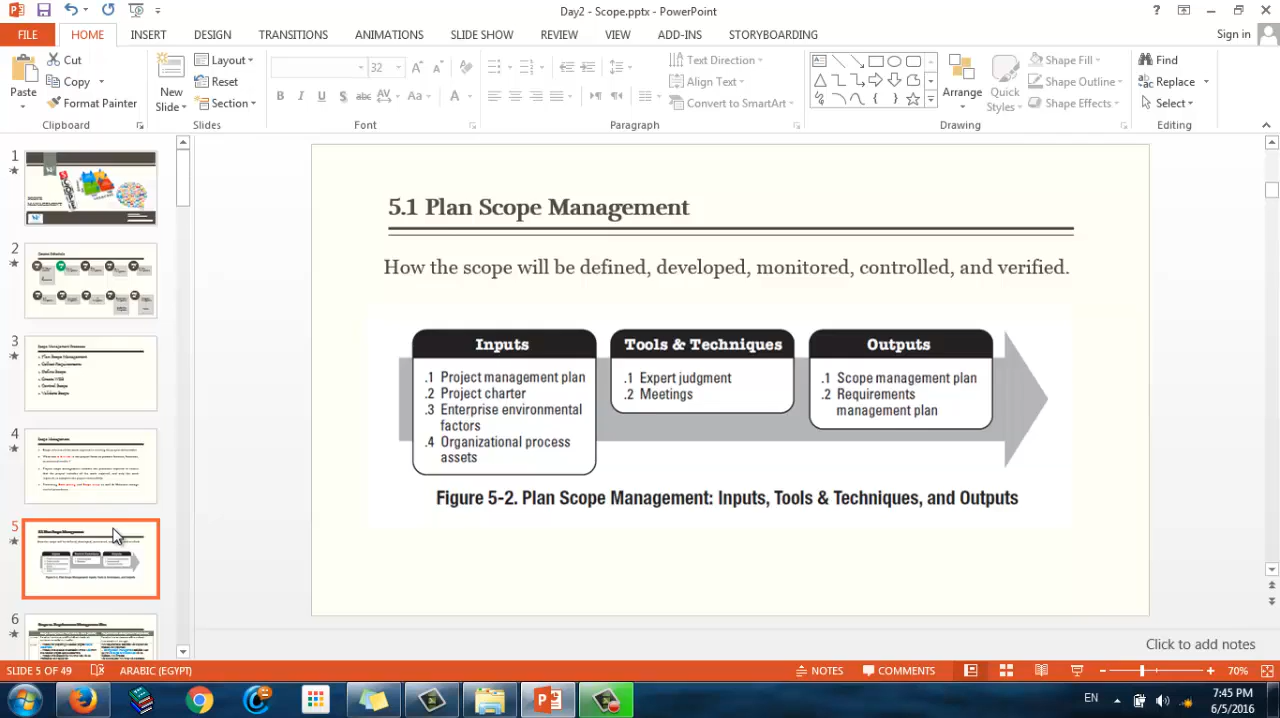 Day2 - Scope.pptx - PowerPoint
Sign in
FILE HOME INSERT DESIGN TRANSITIONS ANIMATIONS SLIDE SHOW REVIEW VIEW ADD-INS STORYBOARDING
Paste
Cut
Copy
Format Painter
Clipboard
New
Slide
Layout
Reset
Section
Slides
32
Font
Text Direction
Align Text
Convert to SmartArt
Paragraph
Arrange
Quick
Styles
Shape Fill
Shape Outline
Shape Effects
Drawing
Find
Replace
Select
Editing
1
2
3
4
5
6
5.1 Plan Scope Management
How the scope will be defined, developed, monitored, controlled, and verified.
Inputs
.1 Project management plan
.2 Project charter
.3 Enterprise environmental
factors
.4 Organizational process
assets
Tools & Techniques
.1 Expert judgment
.2 Meetings
Outputs
.1 Scope management plan
.2 Requirements
management plan
Figure 5-2. Plan Scope Management: Inputs, Tools & Techniques, and Outputs
Click to add notes
SLIDE 5 OF 49 ARABIC (EGYPT) NOTES COMMENTS 70%
EN 7:45 PM
6/5/2016